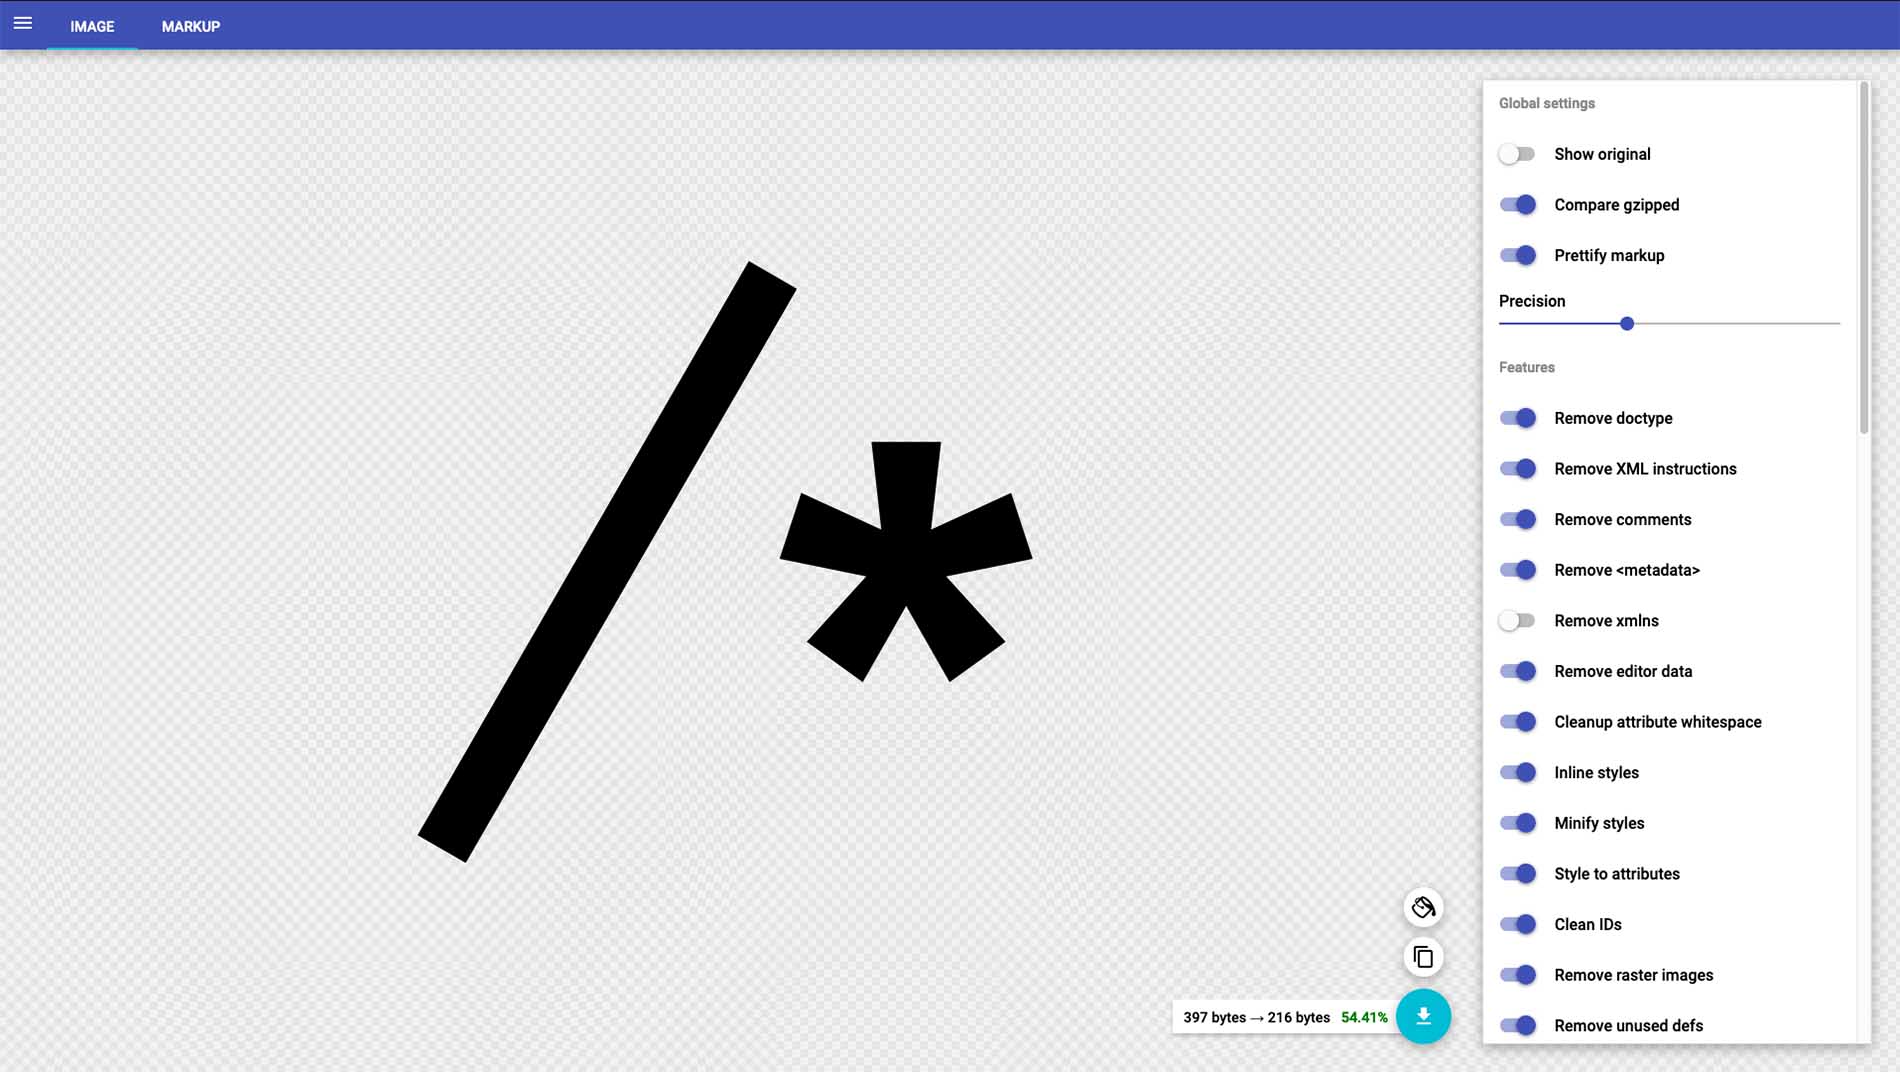 IMAGE MARKUP
Global settings
Show original
Compare gzipped
Prettify markup
Precision
Features
Remove doctype
Remove XML instructions
Remove comments
Remove <metadata>
Remove xmlns
Remove editor data
Cleanup attribute whitespace
Inline styles
Minify styles
Style to attributes
Clean IDs
Remove raster images
Remove unused defs
/*
397 bytes → 216 bytes 54.41%